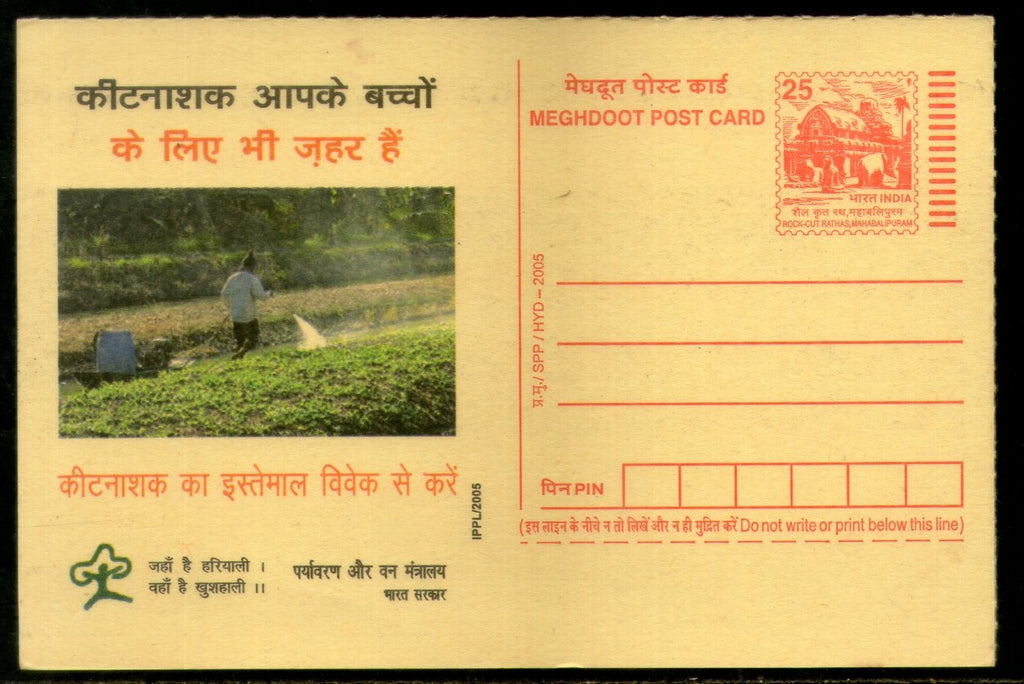 कीटनाशक आपके बच्चों
के लिए भी ज़हर हैं
कीटनाशक का इस्तेमाल विवेक से करें
IPPL/2005
जहाँ है हरियाली ।
वहाँ है खुशहाली ।।
पर्यावरण और वन मंत्रालय
भारत सरकार
मेघदूत पोस्ट कार्ड
MEGHDOOT POST CARD
25
भारत INDIA
शैल कृत रथ, महाबलिपुरम
ROCK-CUT RATHAS, MAHABALIPURAM
प्र.मु./ SPP / HYD – 2005
पिन PIN
(इस लाइन के नीचे न तो लिखें और न ही मुद्रित करें Do not write or print below this line)